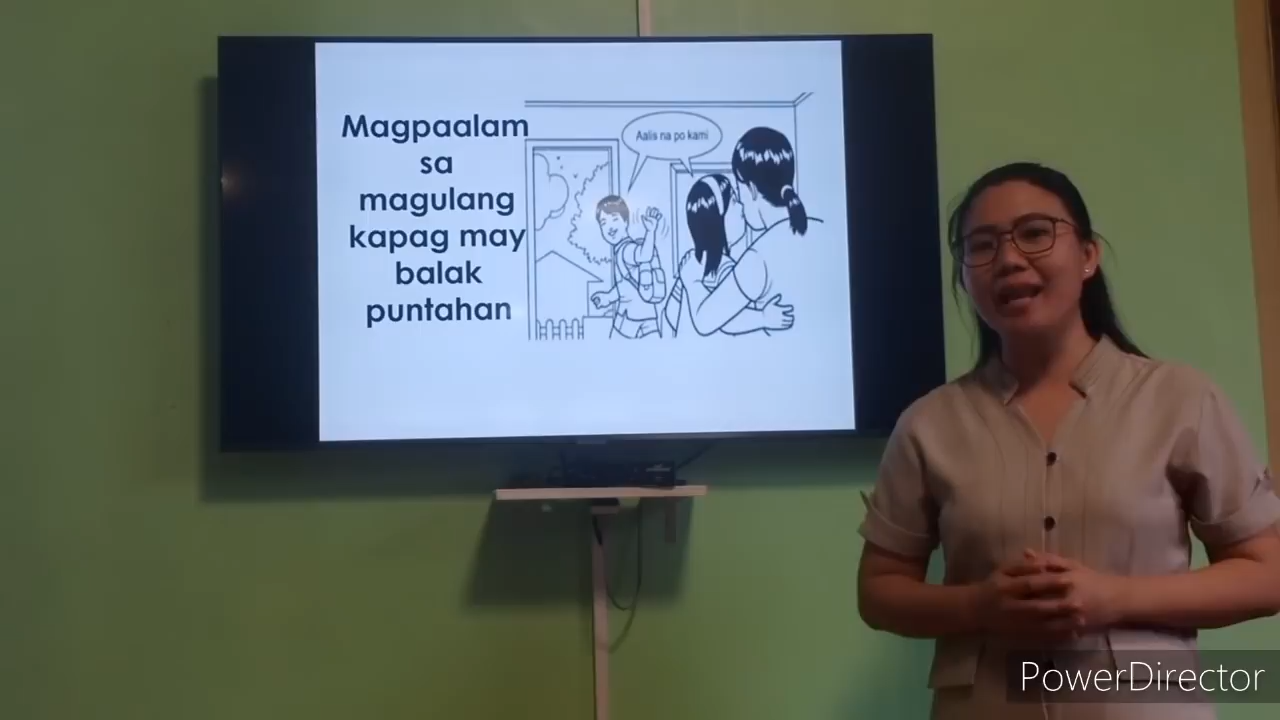 Magpaalam
sa
magulang
kapag may
balak
puntahan
Aalis na po kami
PowerDirector